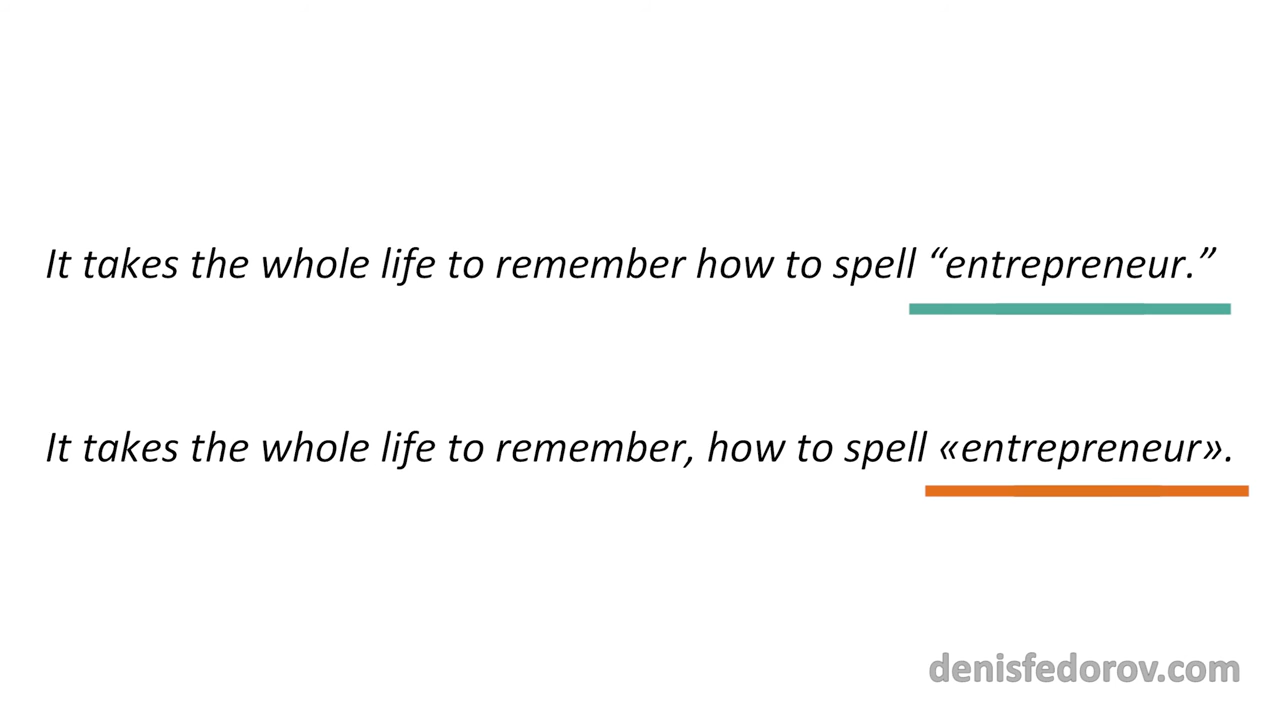 It takes the whole life to remember how to spell “entrepreneur.”
It takes the whole life to remember, how to spell «entrepreneur».
denisfedorov.com